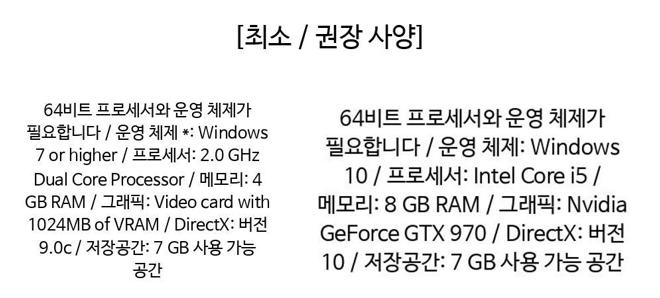 [최소 / 권장 사양]
64비트 프로세서와 운영 체제가
필요합니다 / 운영 체제 *: Windows
7 or higher / 프로세서: 2.0 GHz
Dual Core Processor / 메모리: 4
GB RAM / 그래픽: Video card with
1024MB of VRAM / DirectX: 버전
9.0c / 저장공간: 7 GB 사용 가능
공간
64비트 프로세서와 운영 체제가
필요합니다 / 운영 체제: Windows
10 / 프로세서: Intel Core i5 /
메모리: 8 GB RAM / 그래픽: Nvidia
GeForce GTX 970 / DirectX: 버전
10 / 저장공간: 7 GB 사용 가능 공간